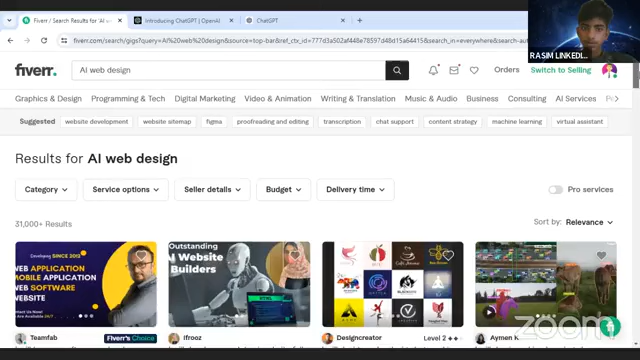 Fiverr / Search Results for 'AI w
Introducing ChatGPT | OpenAI
ChatGPT
fiverr.com/search/gigs?query=AI%20web%20design&source=top-bar&ref_ctx_id=777d3a502af448e78597d48d15a64415&search_in=everywhere&search-aut
RASIM LINKEDI...
fiverr.
AI web design
Orders
Switch to Selling
Graphics & Design
Programming & Tech
Digital Marketing
Video & Animation
Writing & Translation
Music & Audio
Business
Consulting
AI Services
Pe
Suggested
website development
website sitemap
figma
proofreading and editing
transcription
chat support
content strategy
machine learning
virtual assistant
Results for AI web design
Category
Service options
Seller details
Budget
Delivery time
Pro services
31,000+ Results
Sort by: Relevance
Developing SINCE 2012
WEB APPLICATION
MOBILE APPLICATION
WEB SOFTWARE
WEBSITE
Outstanding
AI Website
Builders
HTML
Teamfab
Fiverr's Choice
Ifrooz
Designcreator
Level 2
Aymen K
zoom